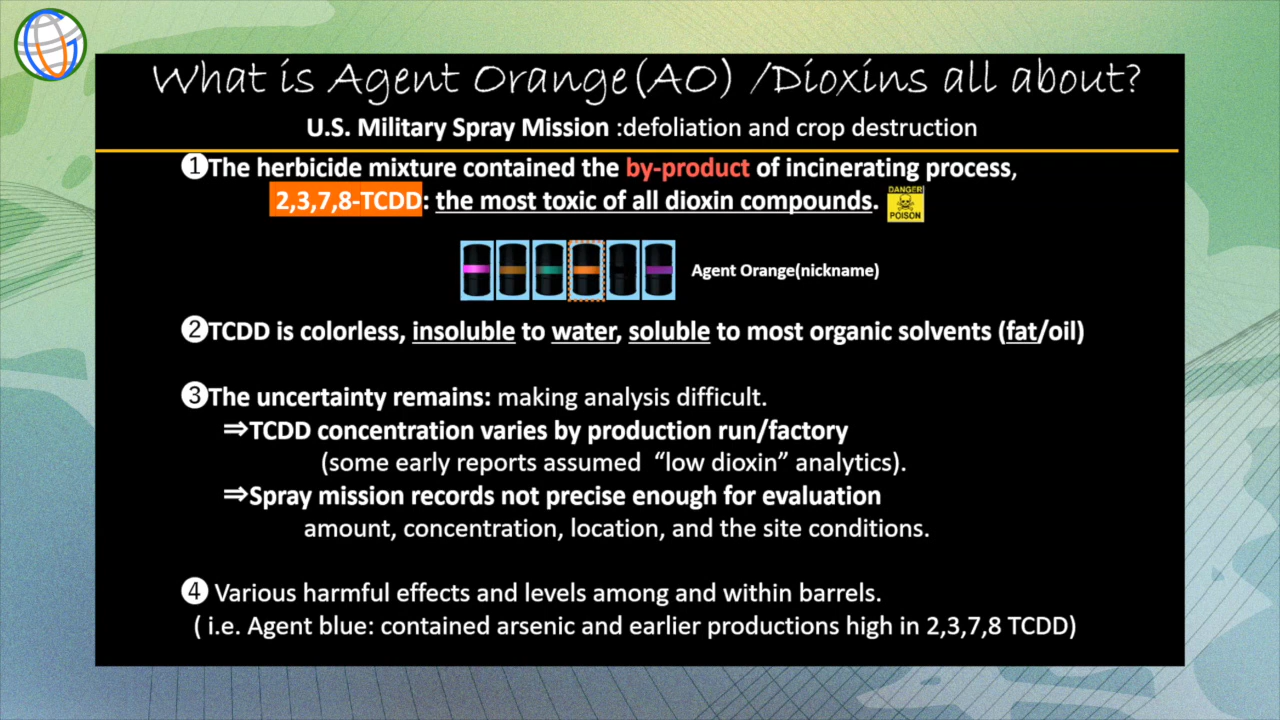 What is Agent Orange(AO) /Dioxins all about?
U.S. Military Spray Mission :defoliation and crop destruction
❶The herbicide mixture contained the by-product of incinerating process,
2,3,7,8-TCDD: the most toxic of all dioxin compounds.
DANGER
POISON
Agent Orange(nickname)
❷TCDD is colorless, insoluble to water, soluble to most organic solvents (fat/oil)
❸The uncertainty remains: making analysis difficult.
⇒TCDD concentration varies by production run/factory
(some early reports assumed “low dioxin” analytics).
⇒Spray mission records not precise enough for evaluation
amount, concentration, location, and the site conditions.
❹ Various harmful effects and levels among and within barrels.
( i.e. Agent blue: contained arsenic and earlier productions high in 2,3,7,8 TCDD)